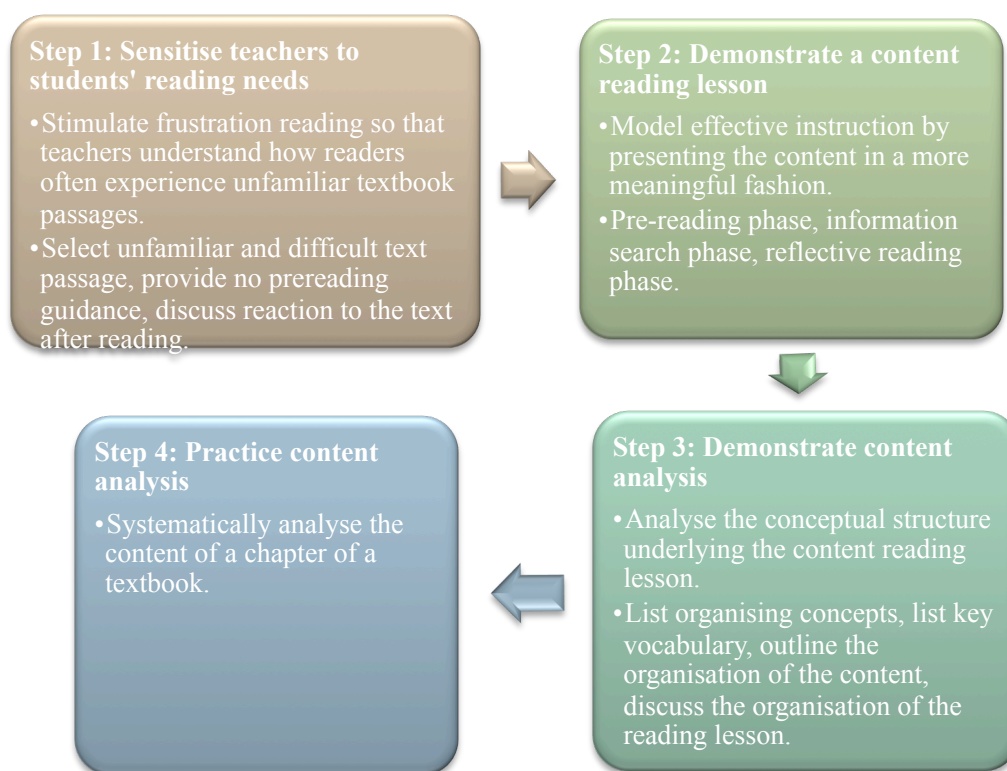 Step 1: Sensitise teachers to
students' reading needs
•Stimulate frustration reading so that
teachers understand how readers
often experience unfamiliar textbook
passages.
•Select unfamiliar and difficult text
passage, provide no prereading
guidance, discuss reaction to the text
after reading.
Step 2: Demonstrate a content
reading lesson
•Model effective instruction by
presenting the content in a more
meaningful fashion.
•Pre-reading phase, information
search phase, reflective reading
phase.
Step 3: Demonstrate content
analysis
•Analyse the conceptual structure
underlying the content reading
lesson.
•List organising concepts, list key
vocabulary, outline the
organisation of the content,
discuss the organisation of the
reading lesson.
Step 4: Practice content
analysis
•Systematically analyse the
content of a chapter of a
textbook.